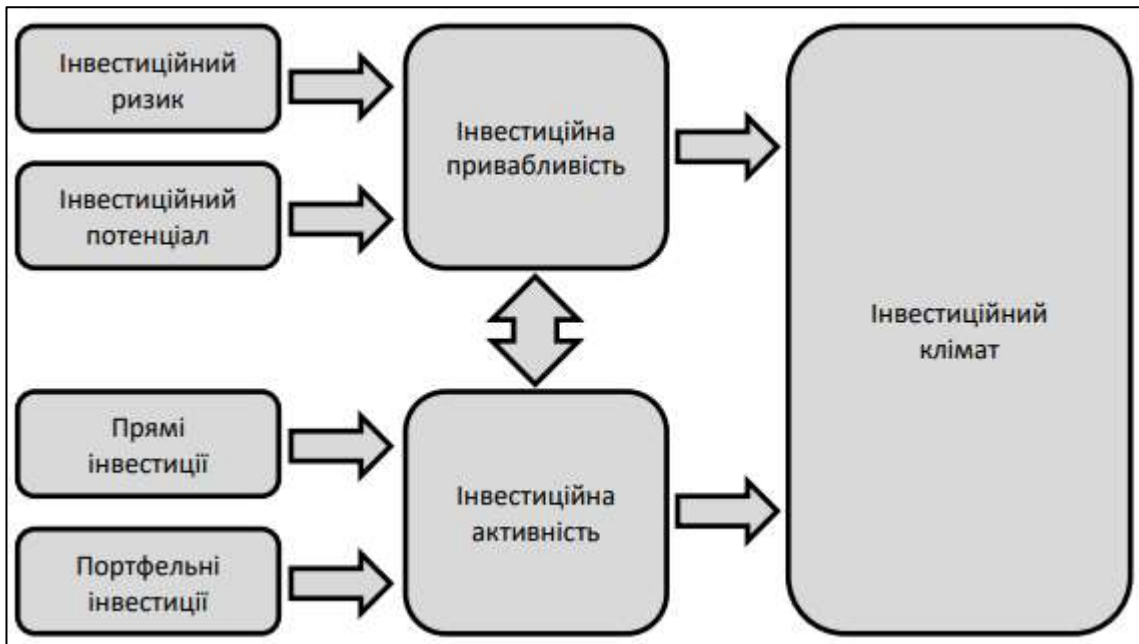 Інвестиційний
ризик
Інвестиційний
потенціал
Інвестиційна
привабливість
Прямі
інвестиції
Портфельні
інвестиції
Інвестиційна
активність
Інвестиційний
клімат